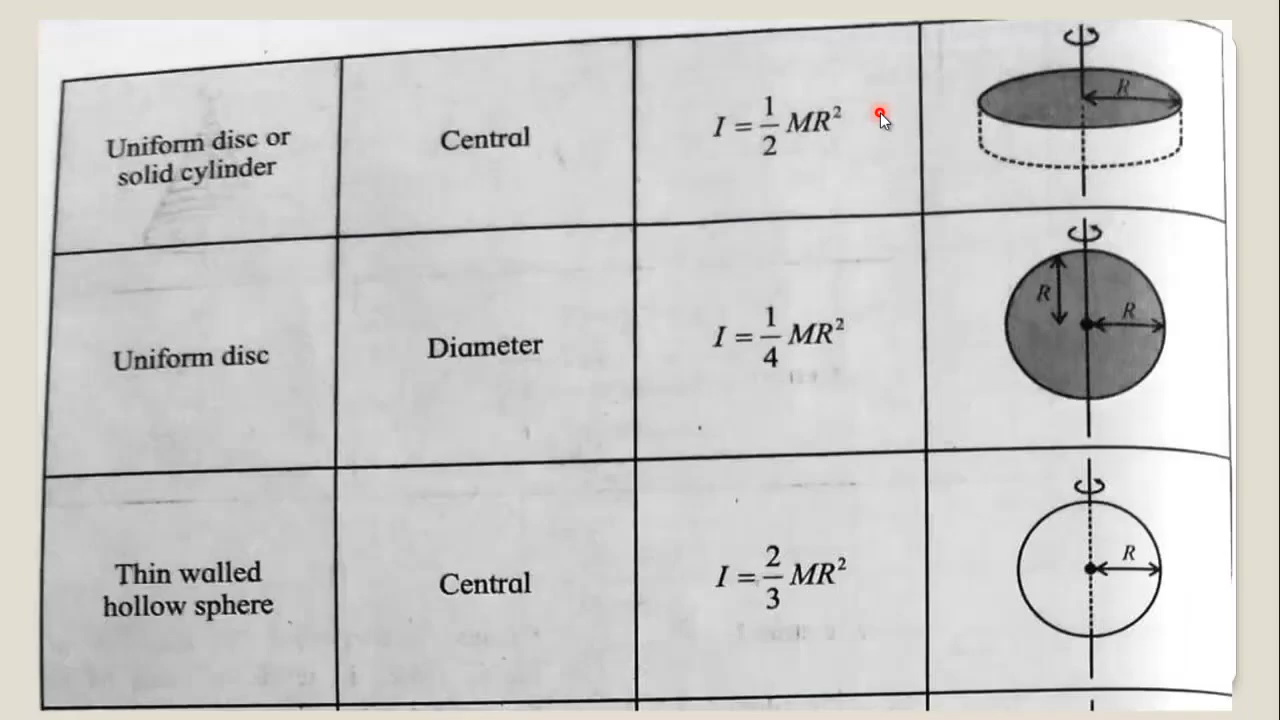 Uniform disc or
solid cylinder
Central
I = 1/2 MR²
R
Uniform disc
Diameter
I = 1/4 MR²
R
R
Thin walled
hollow sphere
Central
I = 2/3 MR²
R